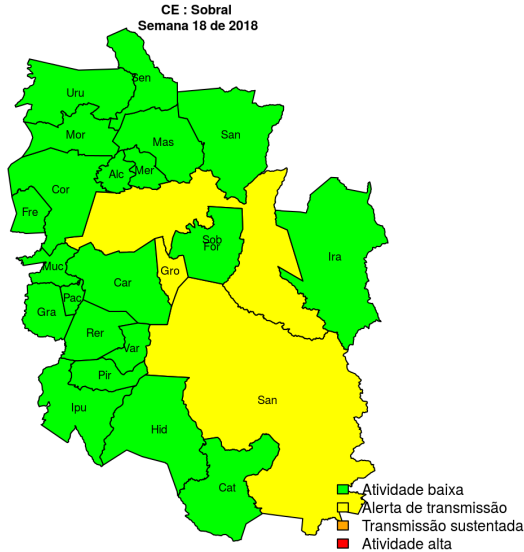 CE : Sobral
Semana 18 de 2018
Sen
Uru
Mor
Mas
San
Alc
Mer
Cor
Fre
Sob
For
Ira
Muc
Gro
Car
Pac
Gra
Rer
Var
Pir
San
Ipu
Hid
Cat
Atividade baixa
Alerta de transmissão
Transmissão sustentada
Atividade alta